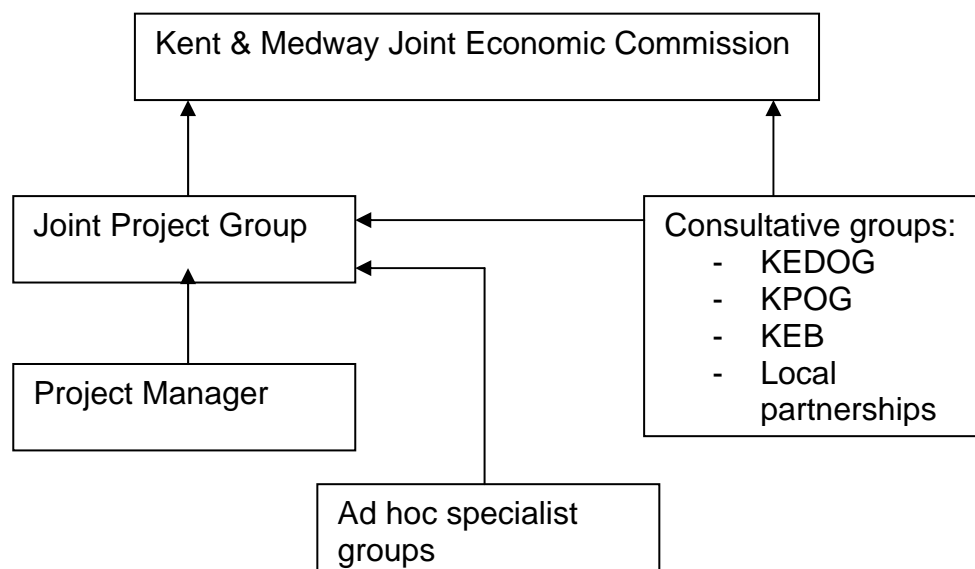 Kent & Medway Joint Economic Commission
Joint Project Group
Consultative groups:
- KEDOG
- KPOG
- KEB
- Local
partnerships
Project Manager
Ad hoc specialist
groups